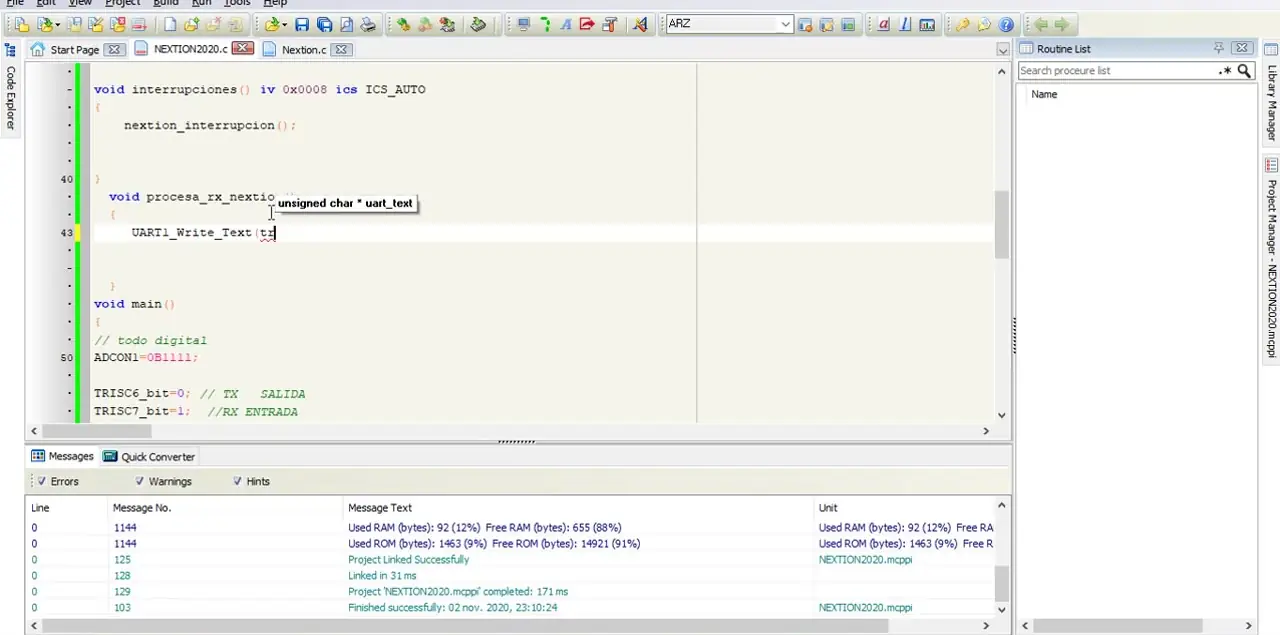 File Edit View Project Build Run Tools Help
ARZ
Start Page NEXTION2020.c Nextion.c
Routine List
Search proceure list
Name
Code Explorer
Library Manager
Project Manager - NEXTION2020.mcppi
void interrupciones() iv 0x0008 ics ICS_AUTO
{
nextion_interrupcion();
40 }
void procesa_rx_nextio
unsigned char * uart_text
{
43 UART1_Write_Text(tr
}
void main()
{
// todo digital
50 ADCON1=0B1111;
TRISC6_bit=0; // TX SALIDA
TRISC7_bit=1; //RX ENTRADA
Messages Quick Converter
Errors Warnings Hints
Line Message No. Message Text Unit
0 1144 Used RAM (bytes): 92 (12%) Free RAM (bytes): 655 (88%) Used RAM (bytes): 92 (12%) Free RA
0 1144 Used ROM (bytes): 1463 (9%) Free ROM (bytes): 14921 (91%) Used ROM (bytes): 1463 (9%) Free R
0 125 Project Linked Successfully NEXTION2020.mcppi
0 128 Linked in 31 ms
0 129 Project 'NEXTION2020.mcppi' completed: 171 ms
0 103 Finished successfully: 02 nov. 2020, 23:10:24 NEXTION2020.mcppi